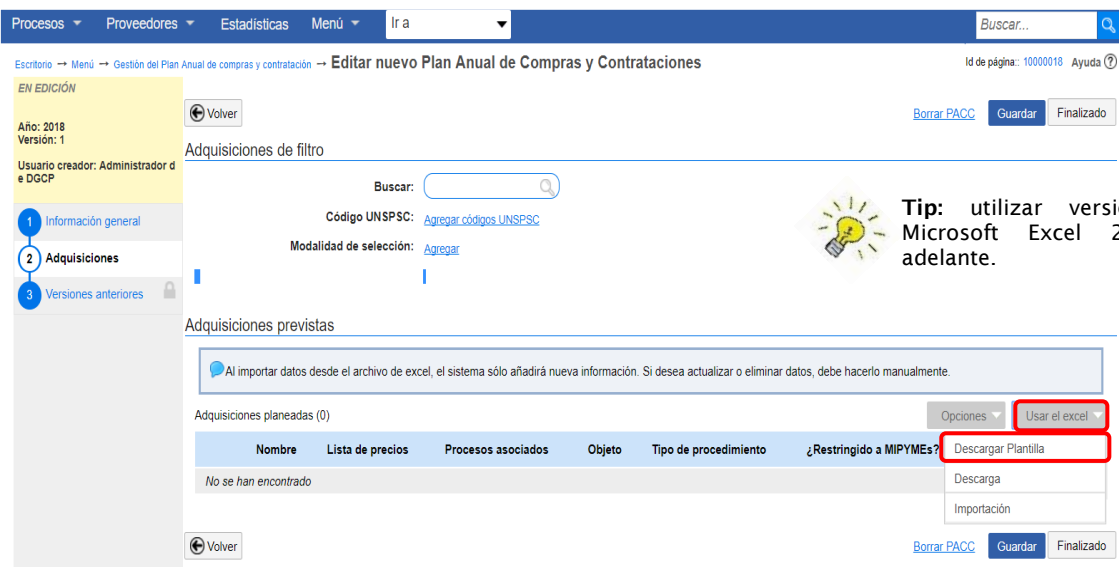 Procesos Proveedores Estadísticas Menú Ir a Buscar...
Escritorio → Menú → Gestión del Plan Anual de compras y contratación → Editar nuevo Plan Anual de Compras y Contrataciones Id de página:: 10000018 Ayuda ?
EN EDICIÓN
Año: 2018
Versión: 1
Usuario creador: Administrador d
e DGCP
1 Información general
2 Adquisiciones
3 Versiones anteriores
Volver Borrar PACC Guardar Finalizado
Adquisiciones de filtro
Buscar:
Código UNSPSC: Agregar códigos UNSPSC
Modalidad de selección: Agregar
Tip: utilizar
Microsoft Excel
adelante.
Adquisiciones previstas
Al importar datos desde el archivo de excel, el sistema sólo añadirá nueva información. Si desea actualizar o eliminar datos, debe hacerlo manualmente.
Adquisiciones planeadas (0) Opciones Usar el excel
Nombre Lista de precios Procesos asociados Objeto Tipo de procedimiento ¿Restringido a MIPYMEs?
No se han encontrado
Descargar Plantilla
Descarga
Importación
Volver Borrar PACC Guardar Finalizado